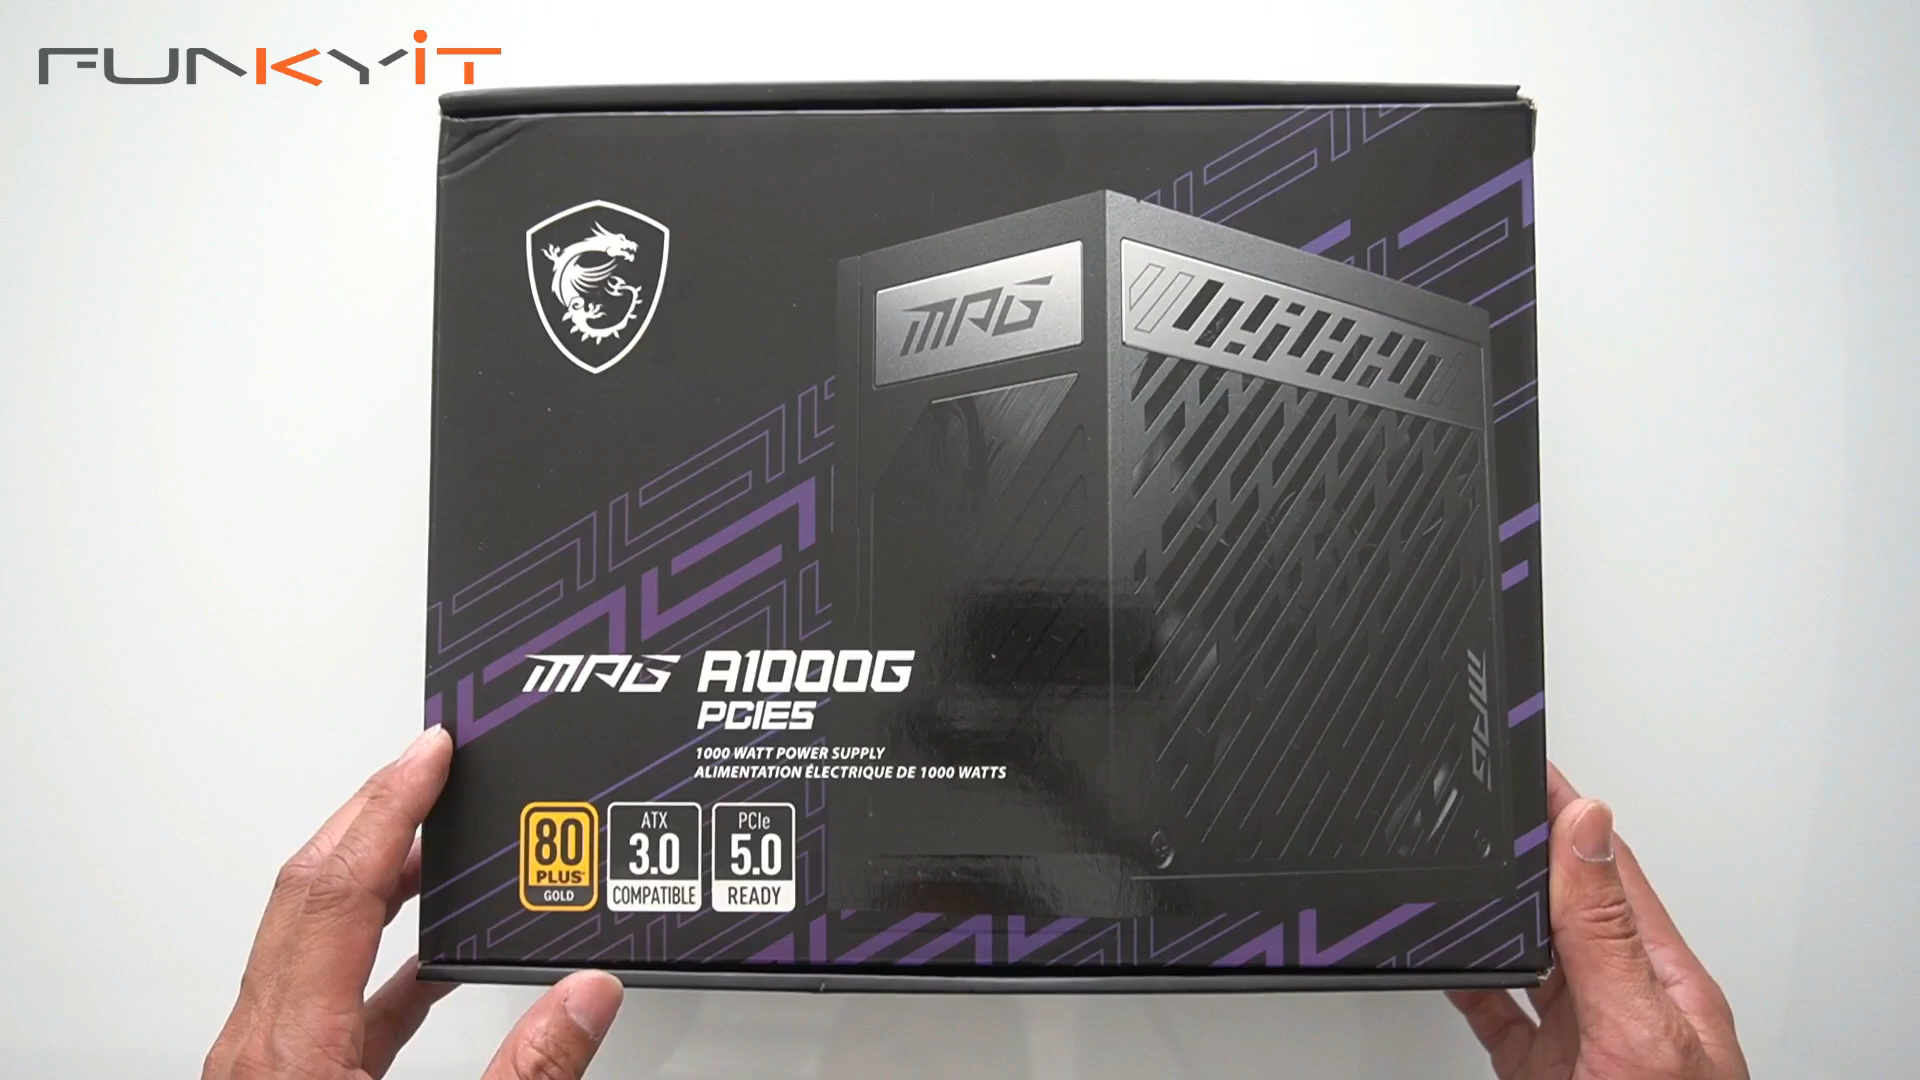 FUNKYiT
MPG
MPG
MPG A1000G
PCIE5
1000 WATT POWER SUPPLY
ALIMENTATION ÉLECTRIQUE DE 1000 WATTS
80 PLUS GOLD
ATX 3.0 COMPATIBLE
PCIe 5.0 READY